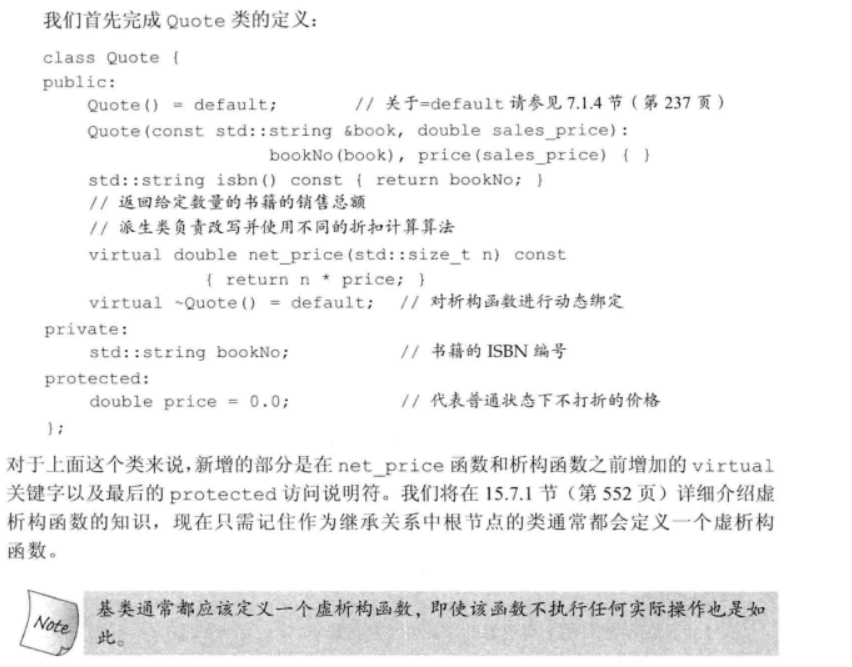 我们首先完成 Quote 类的定义：
class Quote {
public:
Quote() = default; // 关于=default 请参见 7.1.4 节（第 237 页）
Quote(const std::string &book, double sales_price):
bookNo(book), price(sales_price) { }
std::string isbn() const { return bookNo; }
// 返回给定数量的书籍的销售总额
// 派生类负责改写并使用不同的折扣计算算法
virtual double net_price(std::size_t n) const
{ return n * price; }
virtual ~Quote() = default; // 对析构函数进行动态绑定
private:
std::string bookNo; // 书籍的 ISBN 编号
protected:
double price = 0.0; // 代表普通状态下不打折的价格
};
对于上面这个类来说，新增的部分是在 net_price 函数和析构函数之前增加的 virtual
关键字以及最后的 protected 访问说明符。我们将在 15.7.1 节（第 552 页）详细介绍虚
析构函数的知识，现在只需记住作为继承关系中根节点的类通常都会定义一个虚析构
函数。
Note
基类通常都应该定义一个虚析构函数，即使该函数不执行任何实际操作也是如
此。